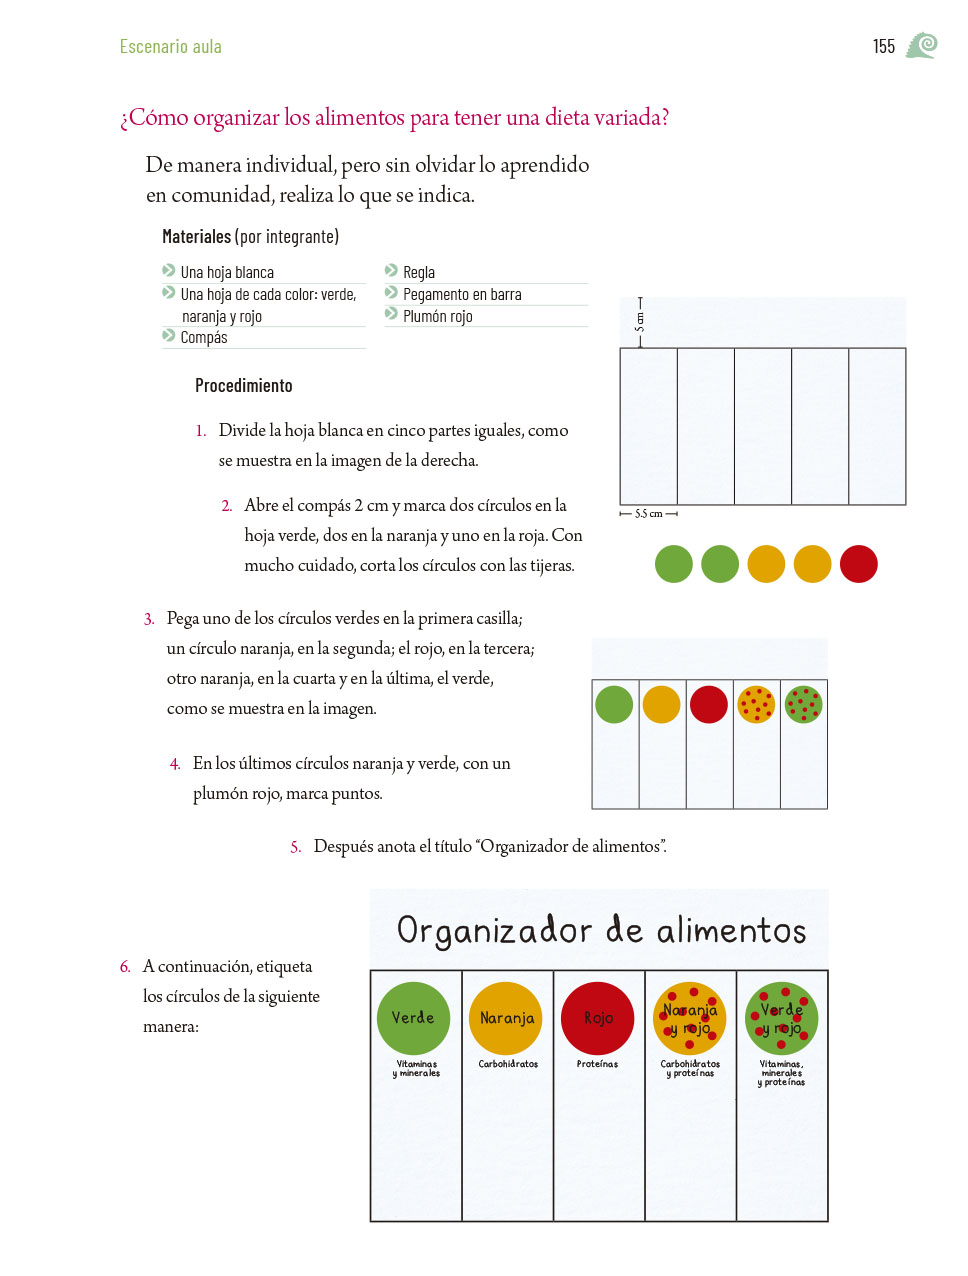 Escenario aula
155
¿Cómo organizar los alimentos para tener una dieta variada?
De manera individual, pero sin olvidar lo aprendido
en comunidad, realiza lo que se indica.
Materiales (por integrante)
Una hoja blanca
Una hoja de cada color: verde,
naranja y rojo
Compás
Regla
Pegamento en barra
Plumón rojo
5 cm
5.5 cm
Procedimiento
1. Divide la hoja blanca en cinco partes iguales, como
se muestra en la imagen de la derecha.
2. Abre el compás 2 cm y marca dos círculos en la
hoja verde, dos en la naranja y uno en la roja. Con
mucho cuidado, corta los círculos con las tijeras.
3. Pega uno de los círculos verdes en la primera casilla;
un círculo naranja, en la segunda; el rojo, en la tercera;
otro naranja, en la cuarta y en la última, el verde,
como se muestra en la imagen.
4. En los últimos círculos naranja y verde, con un
plumón rojo, marca puntos.
5. Después anota el título “Organizador de alimentos”.
6. A continuación, etiqueta
los círculos de la siguiente
manera:
Organizador de alimentos
Verde
Vitaminas
y minerales
Naranja
Carbohidratos
Rojo
Proteínas
Naranja
y rojo
Carbohidratos
y proteínas
Verde
y rojo
Vitaminas,
minerales
y proteínas